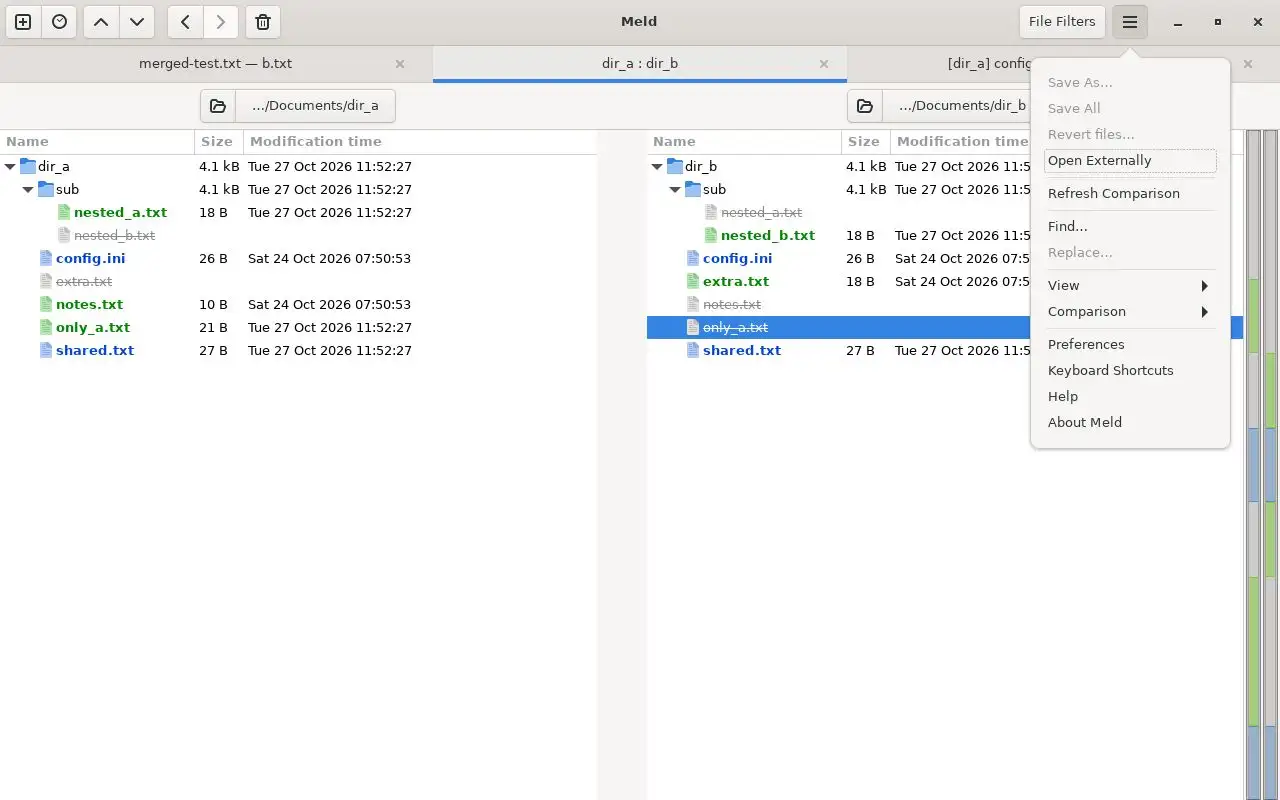 Meld
File Filters
merged-test.txt — b.txt
dir_a : dir_b
[dir_a] config
.../Documents/dir_a
.../Documents/dir_b
Name Size Modification time
dir_a 4.1 kB Tue 27 Oct 2026 11:52:27
sub 4.1 kB Tue 27 Oct 2026 11:52:27
nested_a.txt 18 B Tue 27 Oct 2026 11:52:27
nested_b.txt
config.ini 26 B Sat 24 Oct 2026 07:50:53
extra.txt
notes.txt 10 B Sat 24 Oct 2026 07:50:53
only_a.txt 21 B Tue 27 Oct 2026 11:52:27
shared.txt 27 B Tue 27 Oct 2026 11:52:27
Name Size Modification time
dir_b 4.1 kB Tue 27 Oct 2026 11:5
sub 4.1 kB Tue 27 Oct 2026 11:5
nested_a.txt
nested_b.txt 18 B Tue 27 Oct 2026 11:5
config.ini 26 B Sat 24 Oct 2026 07:5
extra.txt 18 B Sat 24 Oct 2026 07:5
notes.txt
only_a.txt
shared.txt 27 B Tue 27 Oct 2026 11:5
Save As...
Save All
Revert files...
Open Externally
Refresh Comparison
Find...
Replace...
View
Comparison
Preferences
Keyboard Shortcuts
Help
About Meld